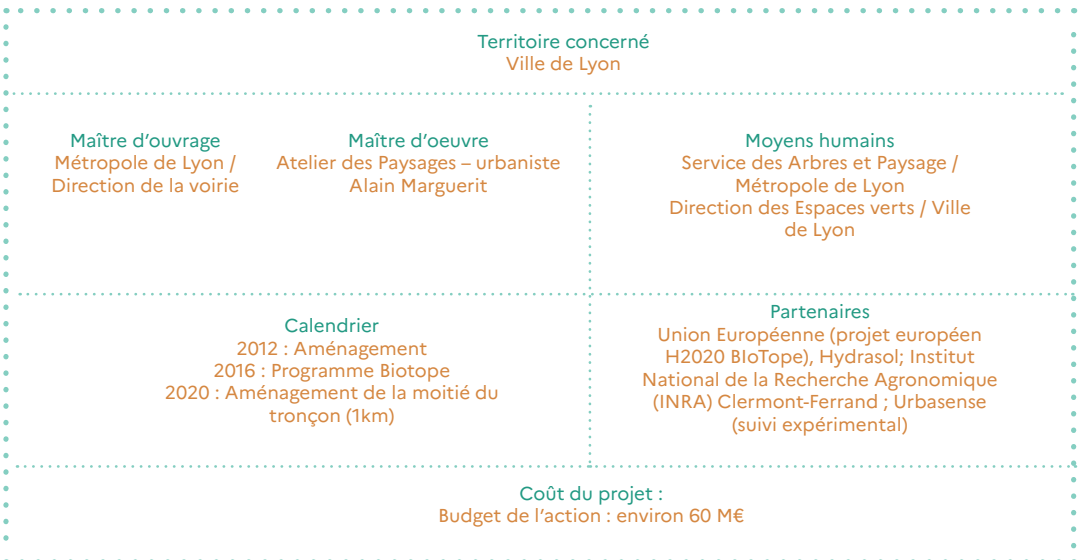 Territoire concerné
Ville de Lyon
Maître d'ouvrage
Métropole de Lyon /
Direction de la voirie
Maître d'oeuvre
Atelier des Paysages – urbaniste
Alain Marguerit
Moyens humains
Service des Arbres et Paysage /
Métropole de Lyon
Direction des Espaces verts / Ville
de Lyon
Calendrier
2012 : Aménagement
2016 : Programme Biotope
2020 : Aménagement de la moitié du
tronçon (1km)
Partenaires
Union Européenne (projet européen
H2020 BIoTope), Hydrasol; Institut
National de la Recherche Agronomique
(INRA) Clermont-Ferrand ; Urbasense
(suivi expérimental)
Coût du projet :
Budget de l'action : environ 60 M€